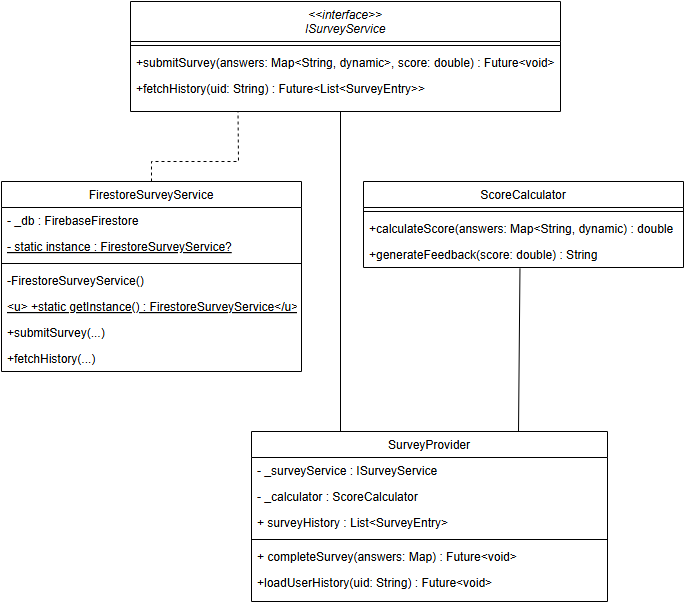 <<interface>>
ISurveyService
+submitSurvey(answers: Map<String, dynamic>, score: double) : Future<void>
+fetchHistory(uid: String) : Future<List<SurveyEntry>>
FirestoreSurveyService
- _db : FirebaseFirestore
- static instance : FirestoreSurveyService?
-FirestoreSurveyService()
<u> +static getInstance() : FirestoreSurveyService</u>
+submitSurvey(...)
+fetchHistory(...)
ScoreCalculator
+calculateScore(answers: Map<String, dynamic) : double
+generateFeedback(score: double) : String
SurveyProvider
- _surveyService : ISurveyService
- _calculator : ScoreCalculator
+ surveyHistory : List<SurveyEntry>
+ completeSurvey(answers: Map) : Future<void>
+loadUserHistory(uid: String) : Future<void>